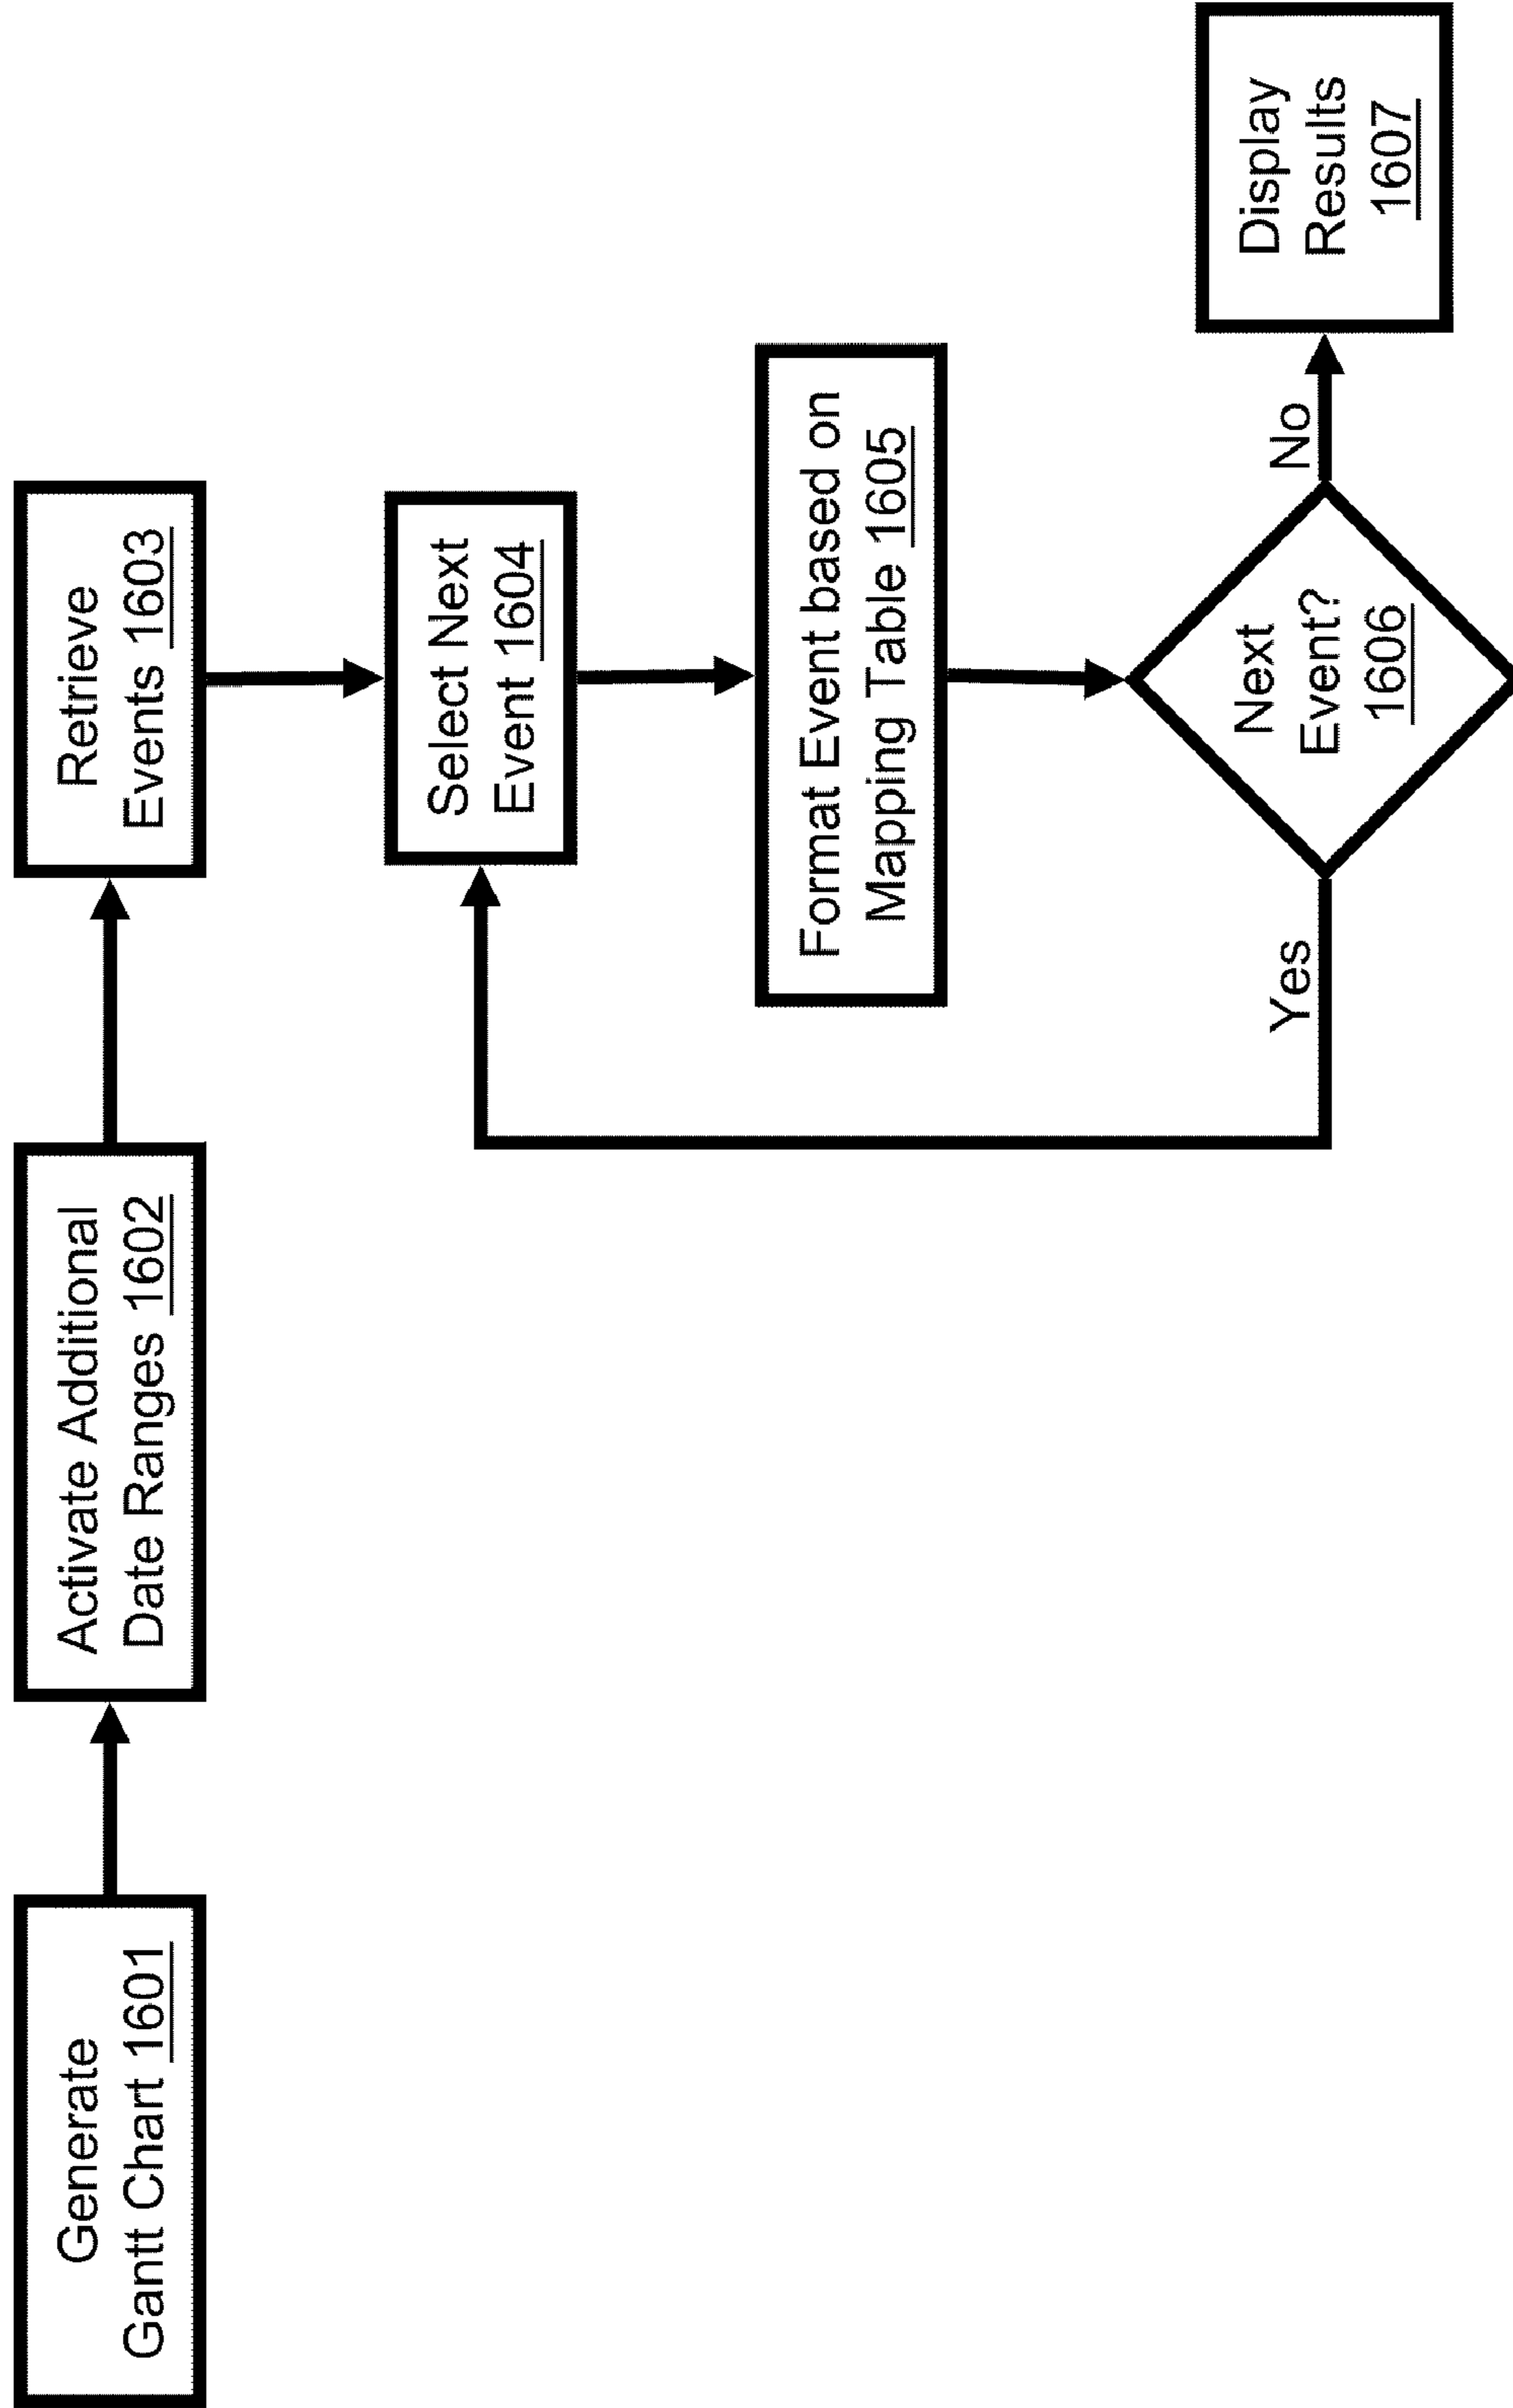 Generate
Gantt Chart 1601
Activate Additional
Date Ranges 1602
Retrieve
Events 1603
Select Next
Event 1604
Format Event based on
Mapping Table 1605
Next
Event?
1606
Yes
No
Display
Results
1607